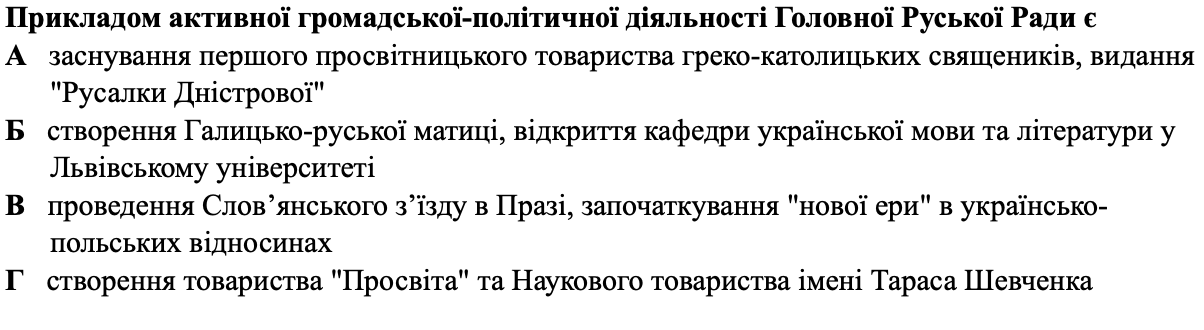 Прикладом активної громадської-політичної діяльності Головної Руської Ради є
А заснування першого просвітницького товариства греко-католицьких священиків, видання
"Русалки Дністрової"
Б створення Галицько-руської матиці, відкриття кафедри української мови та літератури у
Львівському університеті
В проведення Слов’янського з’їзду в Празі, започаткування "нової ери" в українсько-
польських відносинах
Г створення товариства "Просвіта" та Наукового товариства імені Тараса Шевченка